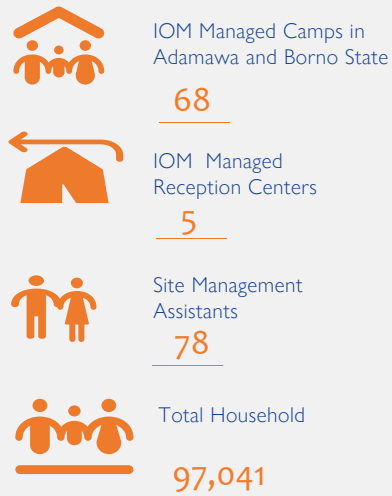 IOM Managed Camps in
Adamawa and Borno State
68
IOM Managed
Reception Centers
5
Site Management
Assistants
78
Total Household
97,041